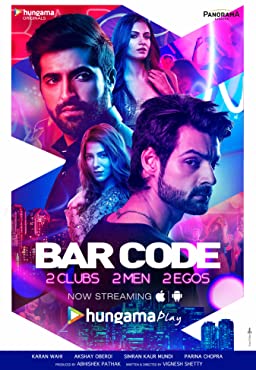 hungama
ORIGINALS
PANORAMA
BAR CODE
2 CLUBS 2 MEN 2 EGOS
NOW STREAMING
hungama play
KARAN WAHI AKSHAY OBEROI SIMRAN KAUR MUNDI PARINA CHOPRA
PRODUCED BY ABHISHEK PATHAK WRITTEN & DIRECTED BY VIGNESH SHETTY